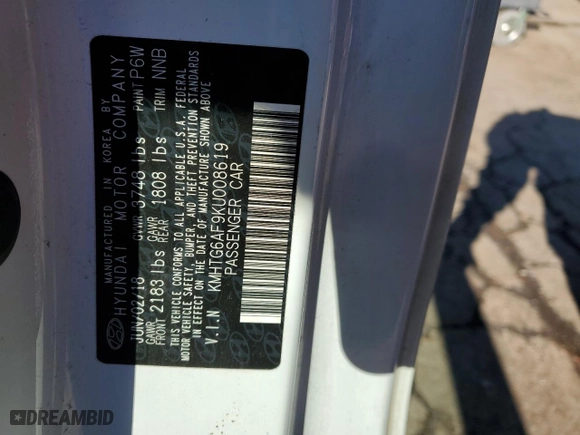 MANUFACTURED IN KOREA BY
HYUNDAI MOTOR COMPANY
JUN/02/18 GVWR 3748 lbs PAINT P6W
GAWR FRONT 2183 lbs GAWR REAR 1808 lbs TRIM NNB
THIS VEHICLE CONFORMS TO ALL APPLICABLE U.S.A. FEDERAL
MOTOR VEHICLE SAFETY, BUMPER, AND THEFT PREVENTION STANDARDS
IN EFFECT ON THE DATE OF MANUFACTURE SHOWN ABOVE
V.I.N KMHTG6AF9KU008619
PASSENGER CAR
DREAMBID